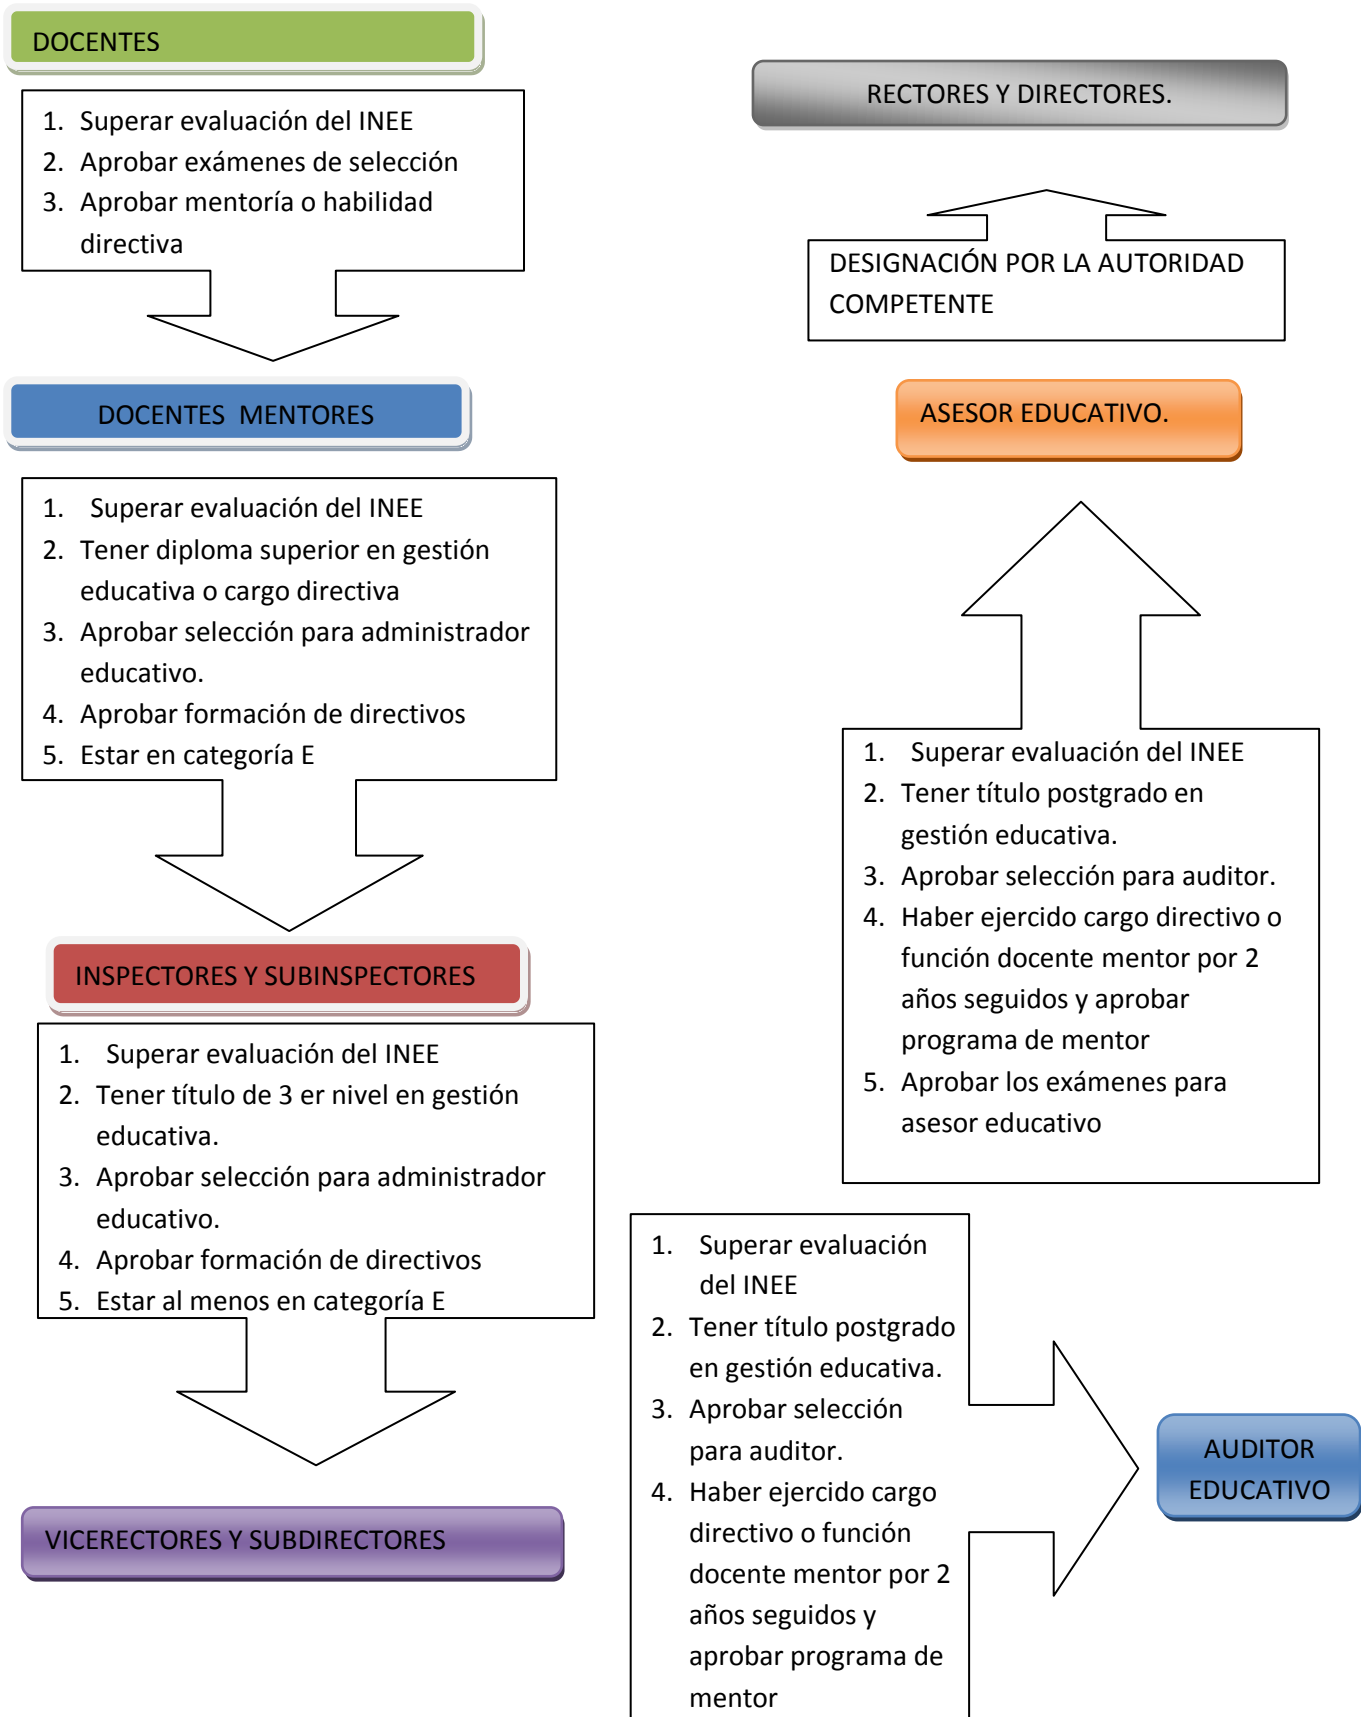 DOCENTES
1. Superar evaluación del INEE
2. Aprobar exámenes de selección
3. Aprobar mentoría o habilidad
directiva
DOCENTES MENTORES
1. Superar evaluación del INEE
2. Tener diploma superior en gestión
educativa o cargo directiva
3. Aprobar selección para administrador
educativo.
4. Aprobar formación de directivos
5. Estar en categoría E
INSPECTORES Y SUBINSPECTORES
1. Superar evaluación del INEE
2. Tener título de 3 er nivel en gestión
educativa.
3. Aprobar selección para administrador
educativo.
4. Aprobar formación de directivos
5. Estar al menos en categoría E
VICERECTORES Y SUBDIRECTORES
1. Superar evaluación
del INEE
2. Tener título postgrado
en gestión educativa.
3. Aprobar selección
para auditor.
4. Haber ejercido cargo
directivo o función
docente mentor por 2
años seguidos y
aprobar programa de
mentor
AUDITOR
EDUCATIVO
1. Superar evaluación del INEE
2. Tener título postgrado en
gestión educativa.
3. Aprobar selección para auditor.
4. Haber ejercido cargo directivo o
función docente mentor por 2
años seguidos y aprobar
programa de mentor
5. Aprobar los exámenes para
asesor educativo
ASESOR EDUCATIVO.
DESIGNACIÓN POR LA AUTORIDAD
COMPETENTE
RECTORES Y DIRECTORES.